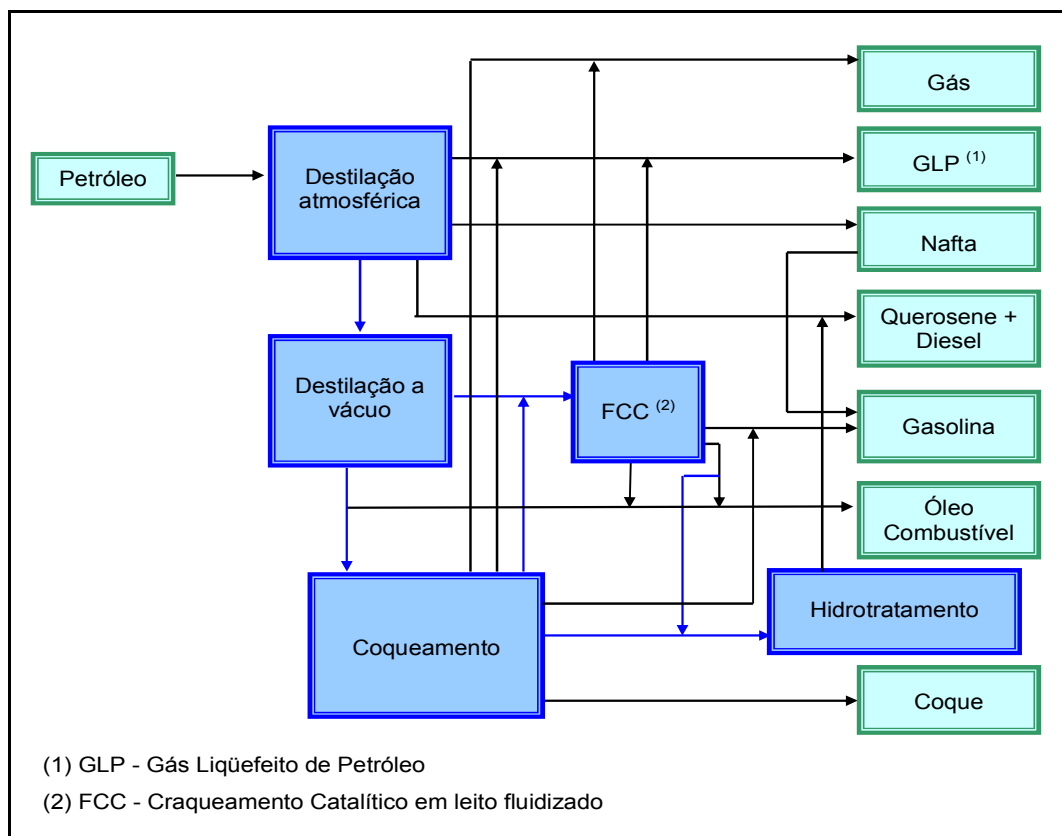 Gás
Petróleo
Destilação
atmosférica
GLP (1)
Nafta
Querosene +
Diesel
Destilação a
vácuo
FCC (2)
Gasolina
Óleo
Combustível
Hidrotratamento
Coqueamento
Coque
(1) GLP - Gás Liqüefeito de Petróleo
(2) FCC - Craqueamento Catalítico em leito fluidizado